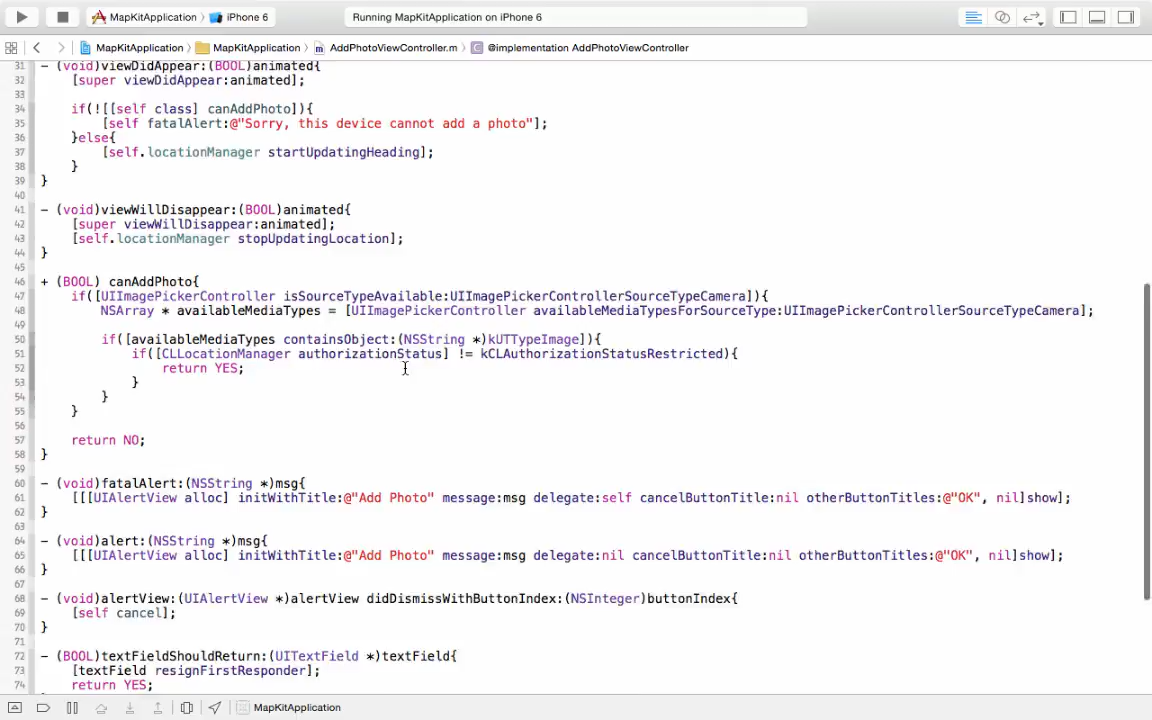 MapKitApplication > iPhone 6
Running MapKitApplication on iPhone 6
MapKitApplication > MapKitApplication > AddPhotoViewController.m > @implementation AddPhotoViewController
31 - (void)viewDidAppear:(BOOL)animated{
32 [super viewDidAppear:animated];
33
34 if(![[self class] canAddPhoto]){
35 [self fatalAlert:@"Sorry, this device cannot add a photo"];
36 }else{
37 [self.locationManager startUpdatingHeading];
38 }
39 }
40
41 - (void)viewWillDisappear:(BOOL)animated{
42 [super viewWillDisappear:animated];
43 [self.locationManager stopUpdatingLocation];
44 }
45
46 + (BOOL) canAddPhoto{
47 if([UIImagePickerController isSourceTypeAvailable:UIImagePickerControllerSourceTypeCamera]){
48 NSArray * availableMediaTypes = [UIImagePickerController availableMediaTypesForSourceType:UIImagePickerControllerSourceTypeCamera];
49
50 if([availableMediaTypes containsObject:(NSString *)kUTTypeImage]){
51 if([CLLocationManager authorizationStatus] != kCLAuthorizationStatusRestricted){
52 return YES;
53 }
54 }
55 }
56
57 return NO;
58 }
59
60 - (void)fatalAlert:(NSString *)msg{
61 [[[UIAlertView alloc] initWithTitle:@"Add Photo" message:msg delegate:self cancelButtonTitle:nil otherButtonTitles:@"OK", nil]show];
62 }
63
64 - (void)alert:(NSString *)msg{
65 [[[UIAlertView alloc] initWithTitle:@"Add Photo" message:msg delegate:nil cancelButtonTitle:nil otherButtonTitles:@"OK", nil]show];
66 }
67
68 - (void)alertView:(UIAlertView *)alertView didDismissWithButtonIndex:(NSInteger)buttonIndex{
69 [self cancel];
70 }
71
72 - (BOOL)textFieldShouldReturn:(UITextField *)textField{
73 [textField resignFirstResponder];
74 return YES;
MapKitApplication